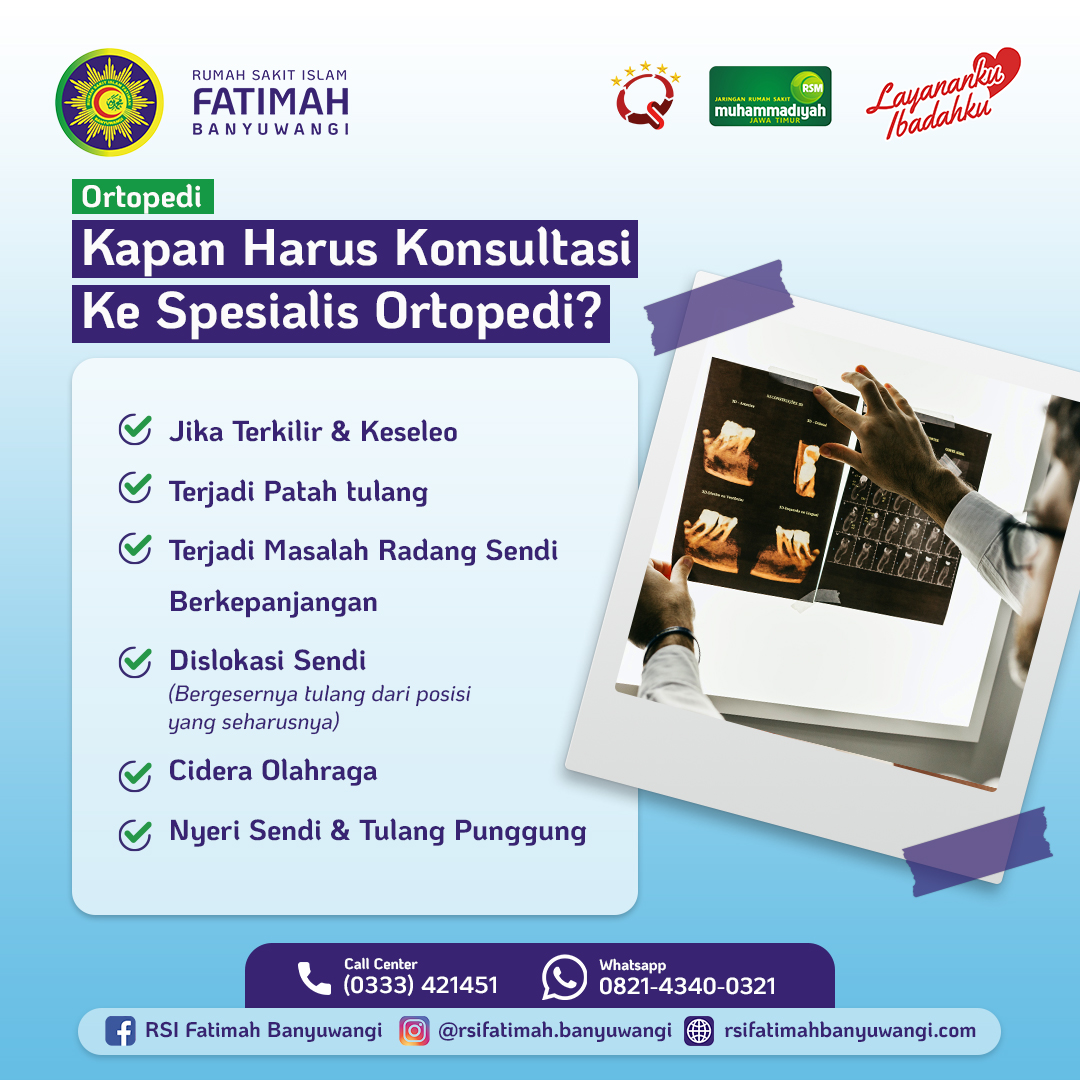 RUMAH SAKIT ISLAM
FATIMAH
BANYUWANGI
JARINGAN RUMAH SAKIT
RSM
muhammadiyah
JAWA TIMUR
Layananku
Ibadahku
Ortopedi
Kapan Harus Konsultasi
Ke Spesialis Ortopedi?
Jika Terkilir & Keseleo
Terjadi Patah tulang
Terjadi Masalah Radang Sendi
Berkepanjangan
Dislokasi Sendi
(Bergesernya tulang dari posisi
yang seharusnya)
Cidera Olahraga
Nyeri Sendi & Tulang Punggung
Call Center
(0333) 421451
Whatsapp
0821-4340-0321
RSI Fatimah Banyuwangi
@rsifatimah.banyuwangi
rsifatimahbanyuwangi.com